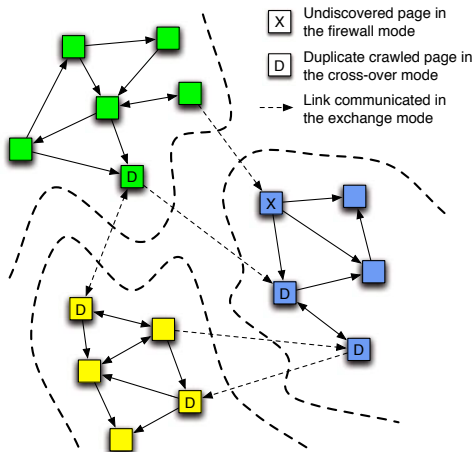 X
Undiscovered page in
the firewall mode
D
Duplicate crawled page in
the cross-over mode
Link communicated in
the exchange mode
D
X
D
D
D
D